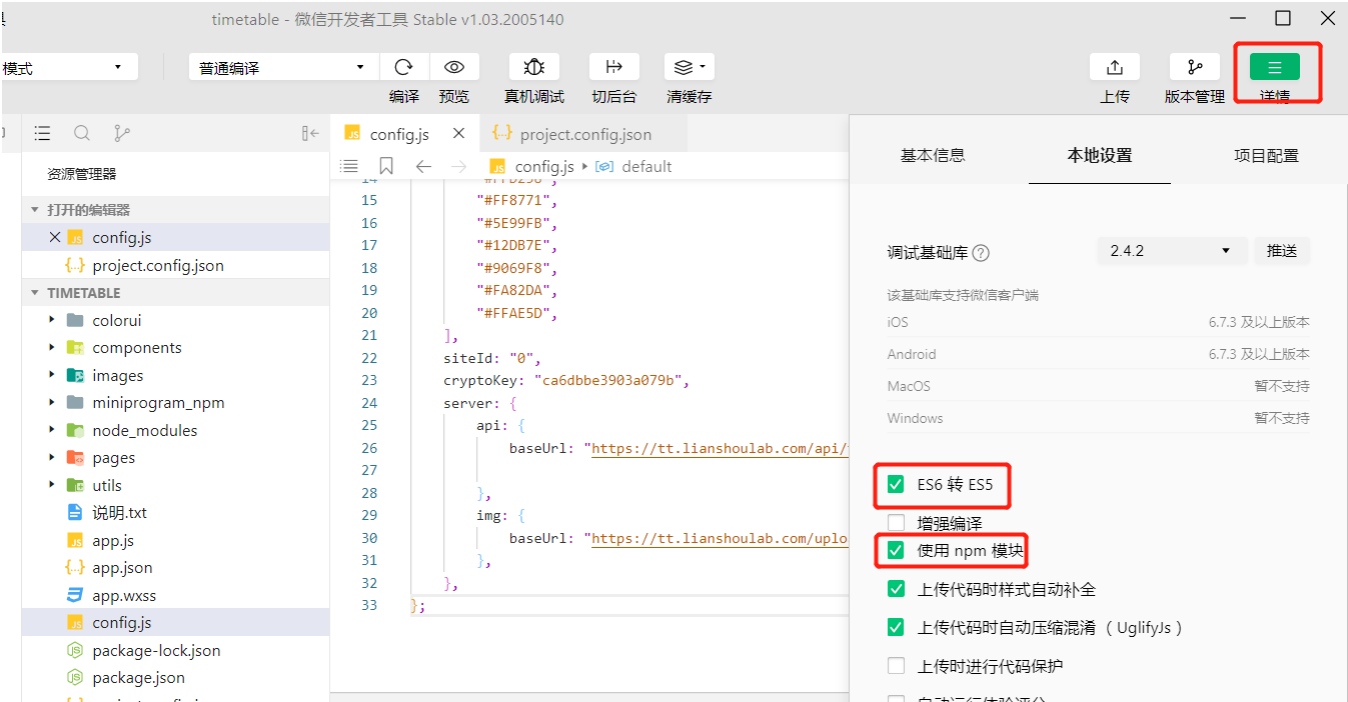 timetable - 微信开发者工具 Stable v1.03.2005140
模式
普通编译
编译
预览
真机调试
切后台
清缓存
上传
版本管理
详情
资源管理器
打开的编辑器
config.js
project.config.json
TIMETABLE
colorui
components
images
miniprogram_npm
node_modules
pages
utils
说明.txt
app.js
app.json
app.wxss
config.js
package-lock.json
package.json
config.js
project.config.json
config.js
default
14
15 "#FF8771",
16 "#5E99FB",
17 "#12DB7E",
18 "#9069F8",
19 "#FA82DA",
20 "#FFAE5D",
21 ],
22 siteId: "0",
23 cryptoKey: "ca6dbbe3903a079b",
24 server: {
25 api: {
26 baseUrl: "https://tt.lianshoulab.com/api/
27
28 },
29 img: {
30 baseUrl: "https://tt.lianshoulab.com/uplo
31 },
32 },
33 };
基本信息
本地设置
项目配置
调试基础库 ?
2.4.2
推送
该基础库支持微信客户端
iOS 6.7.3 及以上版本
Android 6.7.3 及以上版本
MacOS 暂不支持
Windows 暂不支持
ES6 转 ES5
增强编译
使用 npm 模块
上传代码时样式自动补全
上传代码时自动压缩混淆 （ UglifyJs ）
上传时进行代码保护